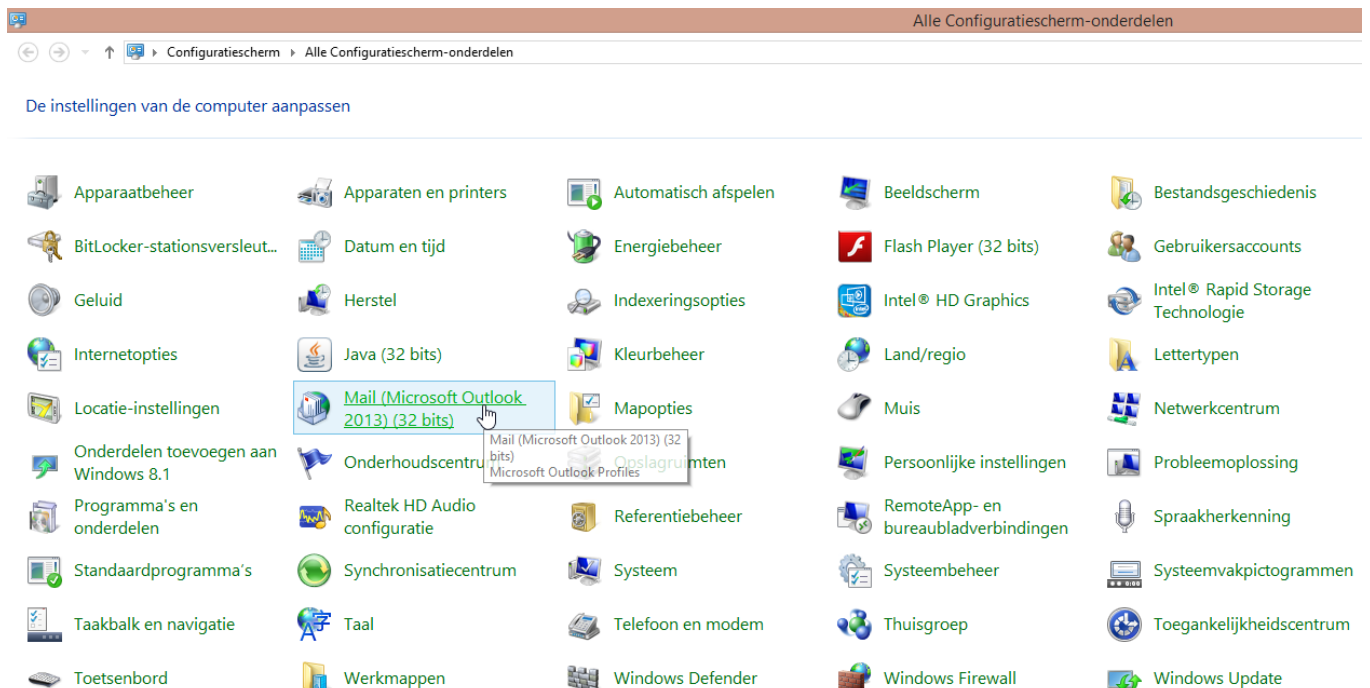 Alle Configuratiescherm-onderdelen
Configuratiescherm
Alle Configuratiescherm-onderdelen
De instellingen van de computer aanpassen
Apparaatbeheer
Apparaten en printers
Automatisch afspelen
Beeldscherm
Bestandsgeschiedenis
BitLocker-stationsversleut...
Datum en tijd
Energiebeheer
Flash Player (32 bits)
Gebruikersaccounts
Geluid
Herstel
Indexeringsopties
Intel® HD Graphics
Intel® Rapid Storage
Technologie
Internetopties
Java (32 bits)
Kleurbeheer
Land/regio
Lettertypen
Locatie-instellingen
Mail (Microsoft Outlook
2013) (32 bits)
Mapopties
Muis
Netwerkcentrum
Mail (Microsoft Outlook 2013) (32
bits)
Microsoft Outlook Profiles
Onderdelen toevoegen aan
Windows 8.1
Onderhoudscentru
Opslagruimten
Persoonlijke instellingen
Probleemoplossing
Programma's en
onderdelen
Realtek HD Audio
configuratie
Referentiebeheer
RemoteApp- en
bureaubladverbindingen
Spraakherkenning
Standaardprogramma's
Synchronisatiecentrum
Systeem
Systeembeheer
Systeemvakpictogrammen
Taakbalk en navigatie
Taal
Telefoon en modem
Thuisgroep
Toegankelijkheidscentrum
Toetsenbord
Werkmappen
Windows Defender
Windows Firewall
Windows Update